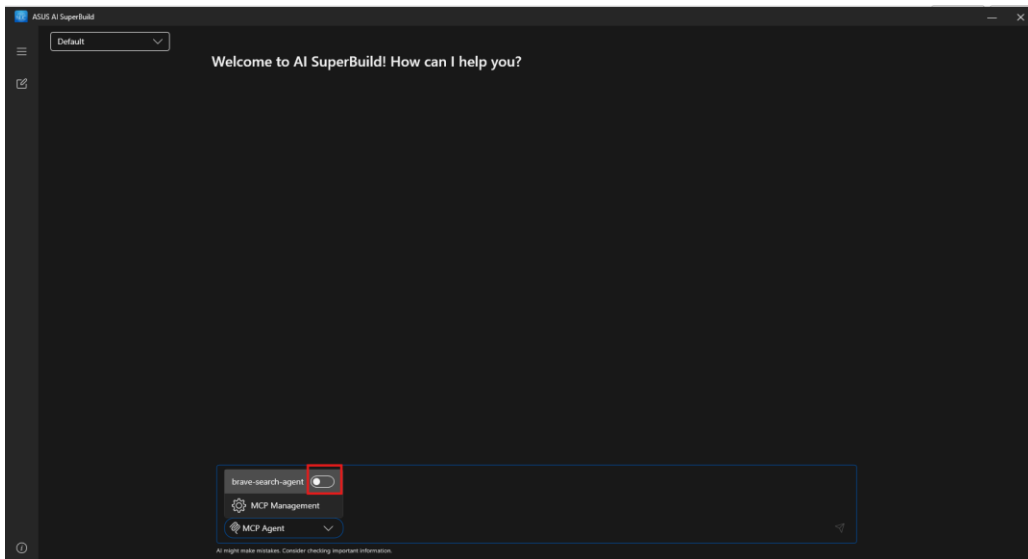 ASUS AI SuperBuild
Default
Welcome to AI SuperBuild! How can I help you?
brave-search-agent
MCP Management
MCP Agent
AI might make mistakes. Consider checking important information.